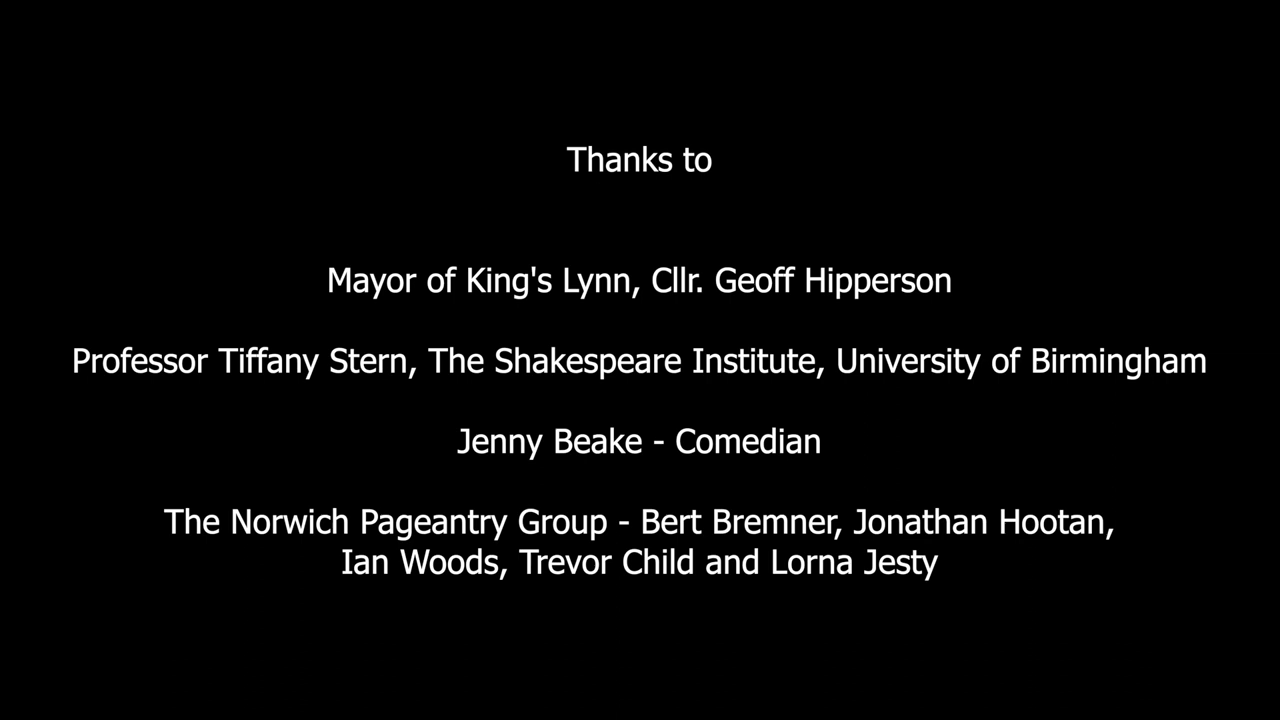 Thanks to
Mayor of King's Lynn, Cllr. Geoff Hipperson
Professor Tiffany Stern, The Shakespeare Institute, University of Birmingham
Jenny Beake - Comedian
The Norwich Pageantry Group - Bert Bremner, Jonathan Hootan,
Ian Woods, Trevor Child and Lorna Jesty